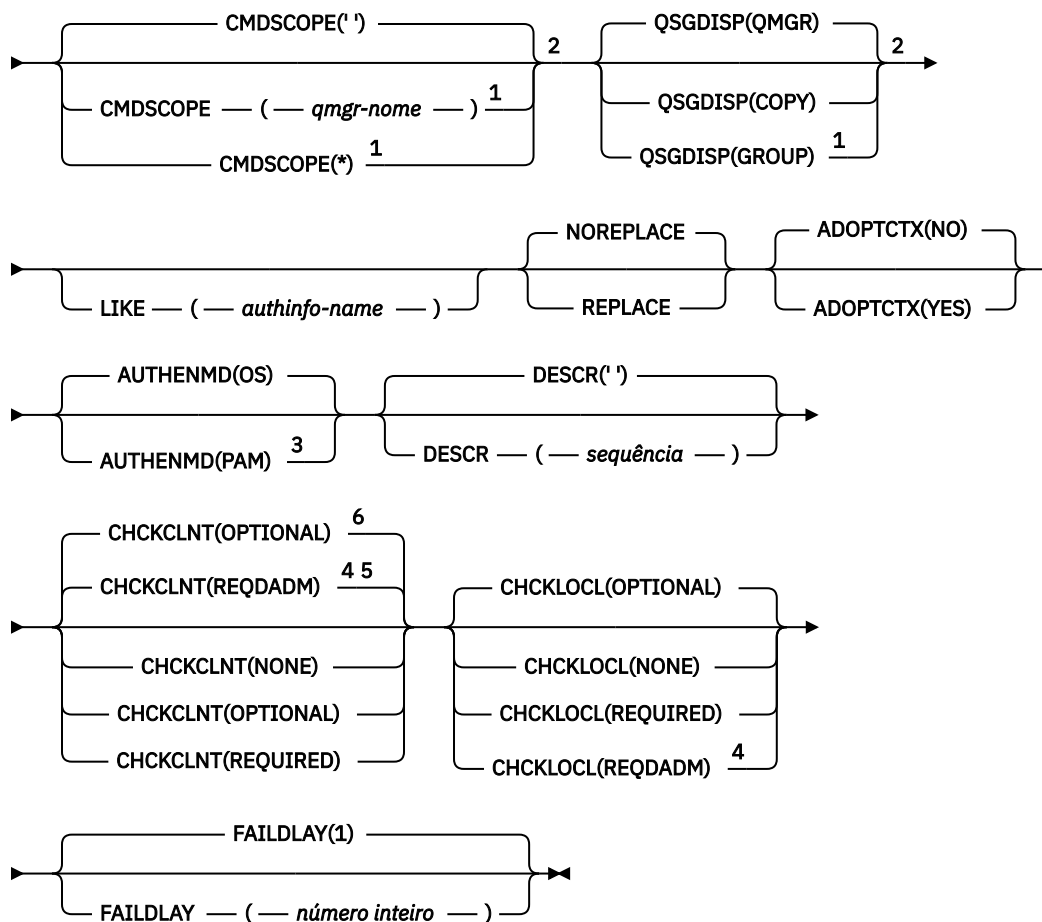 CMDSCOPE(' ') QSGDISP(QMGR)
2 2
CMDSCOPE ( qmgr-nome ) 1 QSGDISP(COPY)
CMDSCOPE(*) 1 QSGDISP(GROUP) 1
NOREPLACE ADOPTCTX(NO)
LIKE ( authinfo-name ) REPLACE ADOPTCTX(YES)
AUTHENMD(OS) DESCR(' ')
AUTHENMD(PAM) 3 DESCR ( sequência )
CHCKCLNT(OPTIONAL) 6
CHCKCLNT(REQDADM) 4 5 CHCKLOCL(OPTIONAL)
CHCKCLNT(NONE) CHCKLOCL(NONE)
CHCKCLNT(OPTIONAL) CHCKLOCL(REQUIRED)
CHCKCLNT(REQUIRED) CHCKLOCL(REQDADM) 4
FAILDLAY(1)
FAILDLAY ( número inteiro )